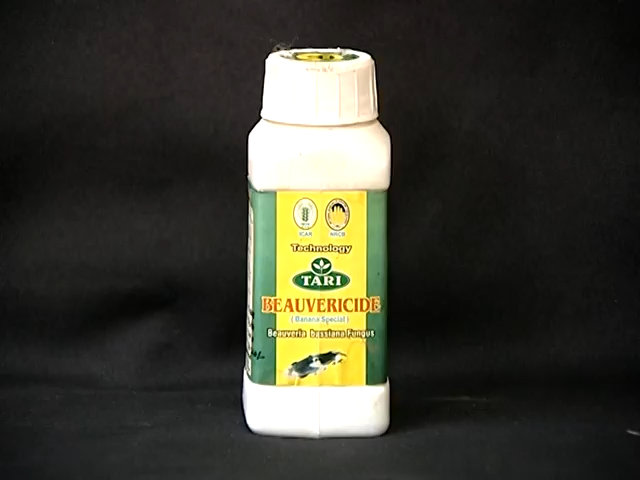 ICAR NRCB
Technology
TARI
BEAUVERICIDE
(Banana Special)
Beauveria bassiana Fungus